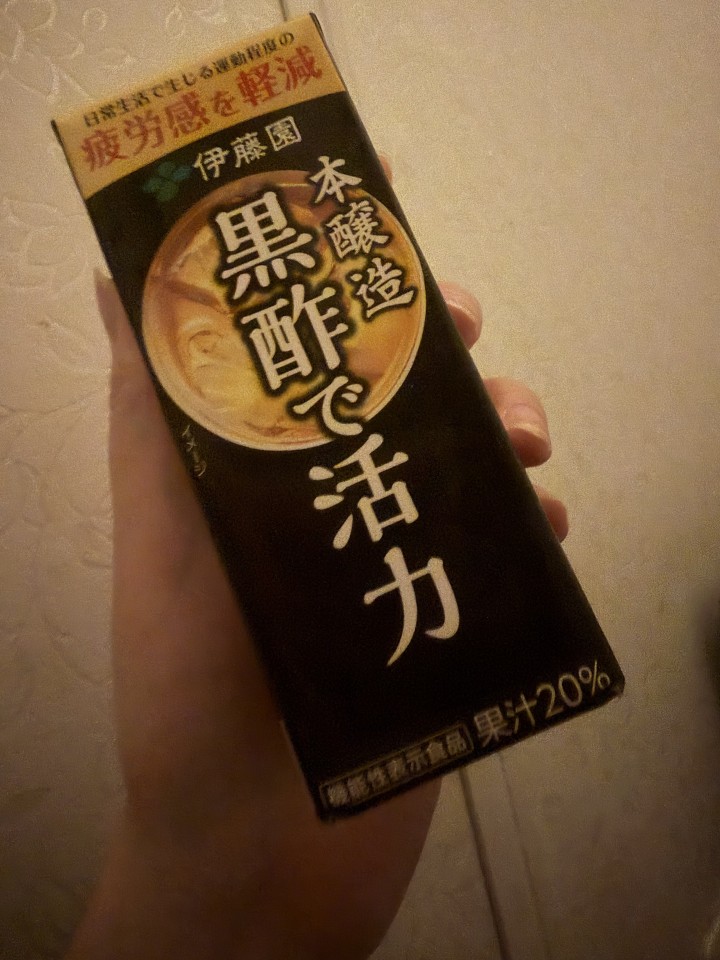 日常生活で生じる運動程度の
疲労感を軽減
伊藤園
本醸造
黒酢で活力
イメージ
機能性表示食品
果汁20%